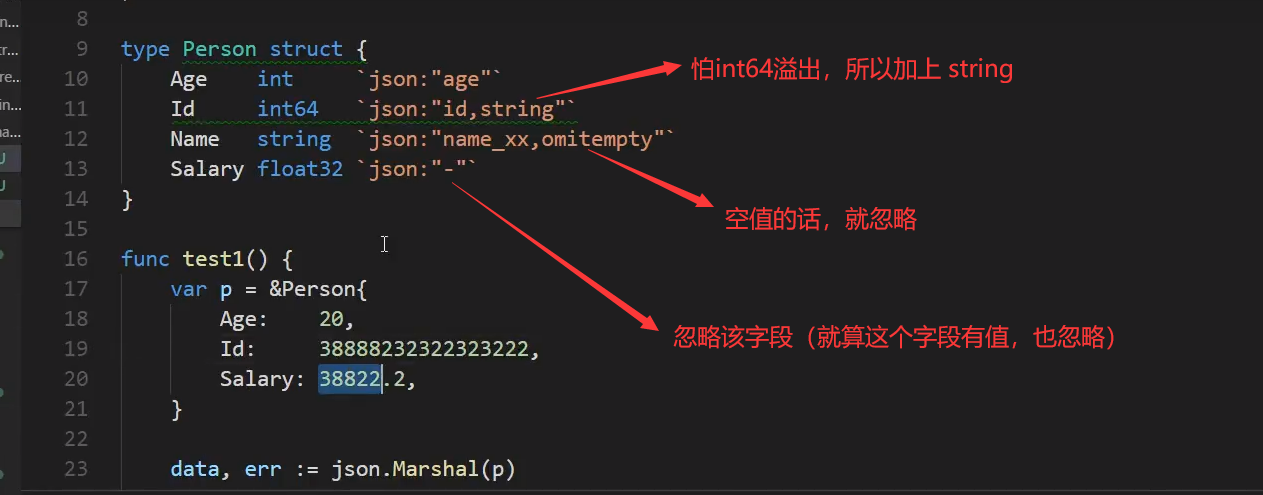 n...
8
tr...
9 type Person struct {
怕int64溢出，所以加上 string
re...
10 Age int `json:"age"`
in...
11 Id int64 `json:"id,string"`
na...
12 Name string `json:"name_xx,omitempty"`
U
13 Salary float32 `json:"-"`
U
14 }
空值的话，就忽略
15
16 func test1() {
17 var p = &Person{
18 Age: 20,
忽略该字段（就算这个字段有值，也忽略）
19 Id: 38888232322323222,
20 Salary: 38822.2,
21 }
22
23 data, err := json.Marshal(p)